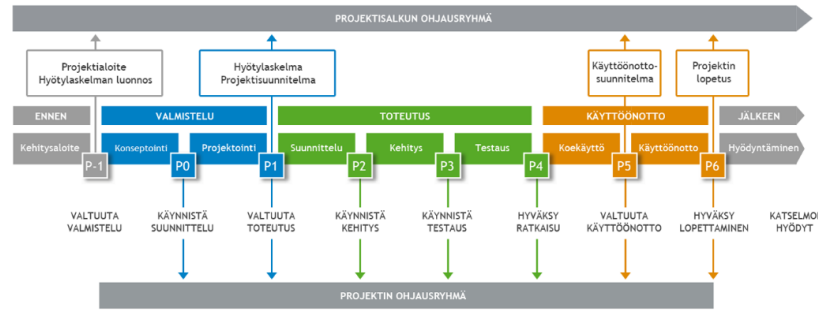 PROJEKTISALKUN OHJAUSRYHMÄ
Projektialoite
Hyötylaskelman luonnos
Hyötylaskelma
Projektisuunnitelma
Käyttöönotto-
suunnitelma
Projektin
lopetus
ENNEN
VALMISTELU
TOTEUTUS
KÄYTTÖÖNOTTO
JÄLKEEN
Kehitysaloite
Konseptointi
Projektointi
Suunnittelu
Kehitys
Testaus
Koekäyttö
Käyttöönotto
Hyödyntäminen
P-1
P0
P1
P2
P3
P4
P5
P6
VALTUUTA
VALMISTELU
KÄYNNISTÄ
SUUNNITTELU
VALTUUTA
TOTEUTUS
KÄYNNISTÄ
KEHITYS
KÄYNNISTÄ
TESTAUS
HYVÄKSY
RATKAISU
VALTUUTA
KÄYTTÖÖNOTTO
HYVÄKSY
LOPETTAMINEN
KATSELMOI
HYÖDYT
PROJEKTIN OHJAUSRYHMÄ